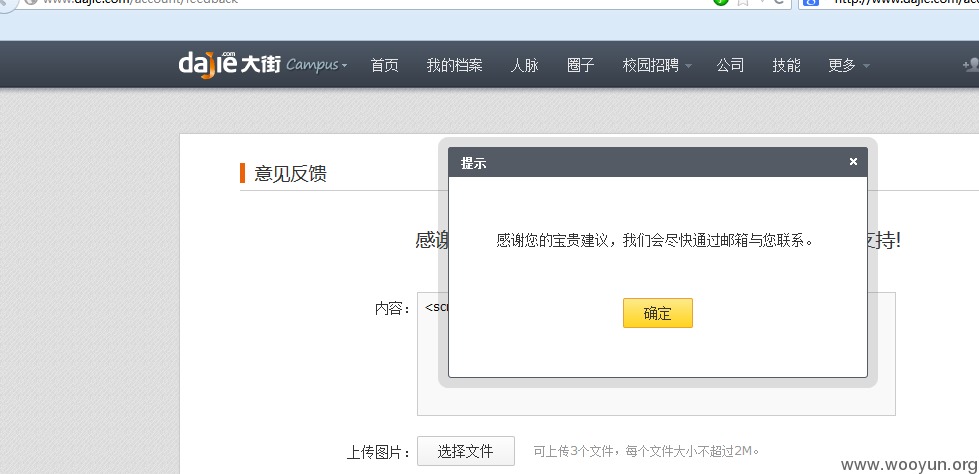 www.dajie.com/account/feedback
http://www.dajie.com/acc
dajie.com大街 Campus 首页 我的档案 人脉 圈子 校园招聘 公司 技能 更多
意见反馈
提示 ×
感谢
感谢您的宝贵建议，我们会尽快通过邮箱与您联系。
支持!
内容： <scr
确定
上传图片： 选择文件 可上传3个文件，每个文件大小不超过2M。
www.wooyun.org